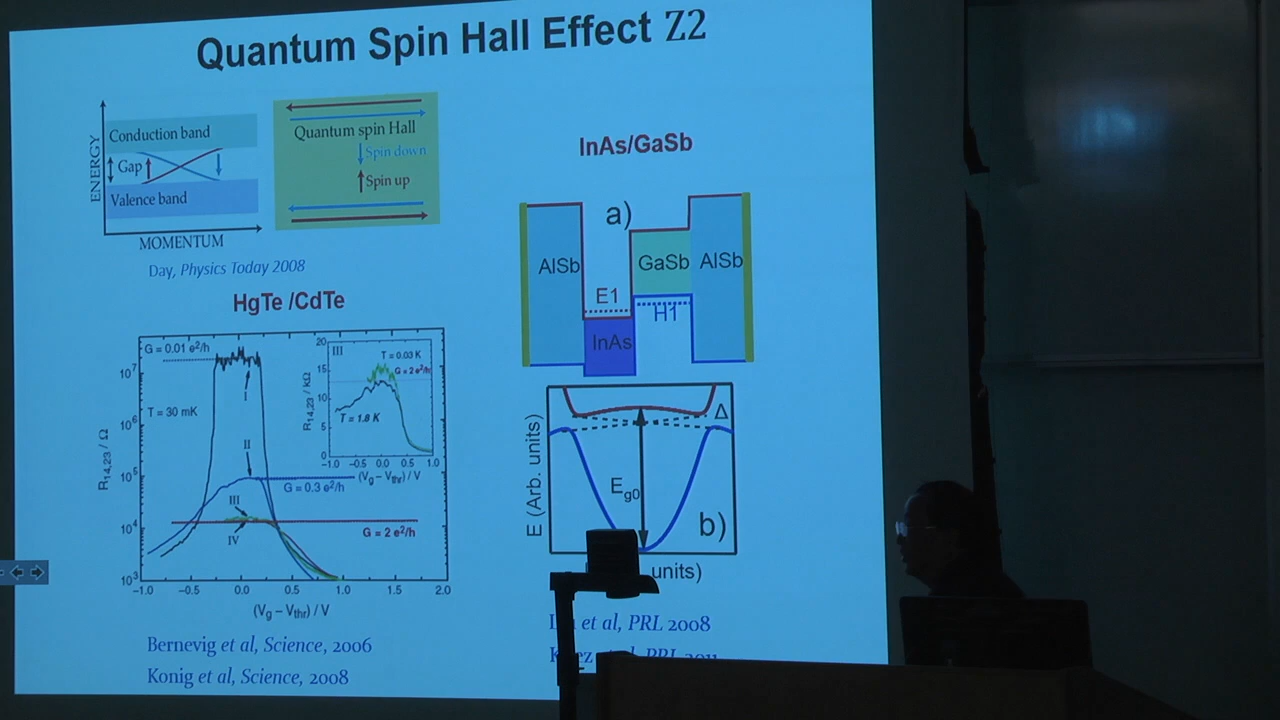 Quantum Spin Hall Effect Z2
ENERGY
Conduction band
Gap
Valence band
MOMENTUM
Quantum spin Hall
Spin down
Spin up
Day, Physics Today 2008
HgTe /CdTe
G = 0.01 e²/h
T = 30 mK
R14,23 / Ω
10⁷
10⁶
10⁵
10⁴
10³
I
II
III
IV
G = 0.3 e²/h
G = 2 e²/h
-1.0 -0.5 0.0 0.5 1.0 1.5 2.0
(Vg – Vthr) / V
III
T = 0.03 K
G = 2 e²/h
T = 1.8 K
R14,23 / kΩ
20
15
10
5
0
-1.0 -0.5 0.0 0.5 1.0
(Vg – Vthr) / V
Bernevig et al, Science, 2006
Konig et al, Science, 2008
InAs/GaSb
a)
AlSb
GaSb
AlSb
E1
H1
InAs
E (Arb. units)
Δ
Eg0
b)
units)
et al, PRL 2008
PRL 2011